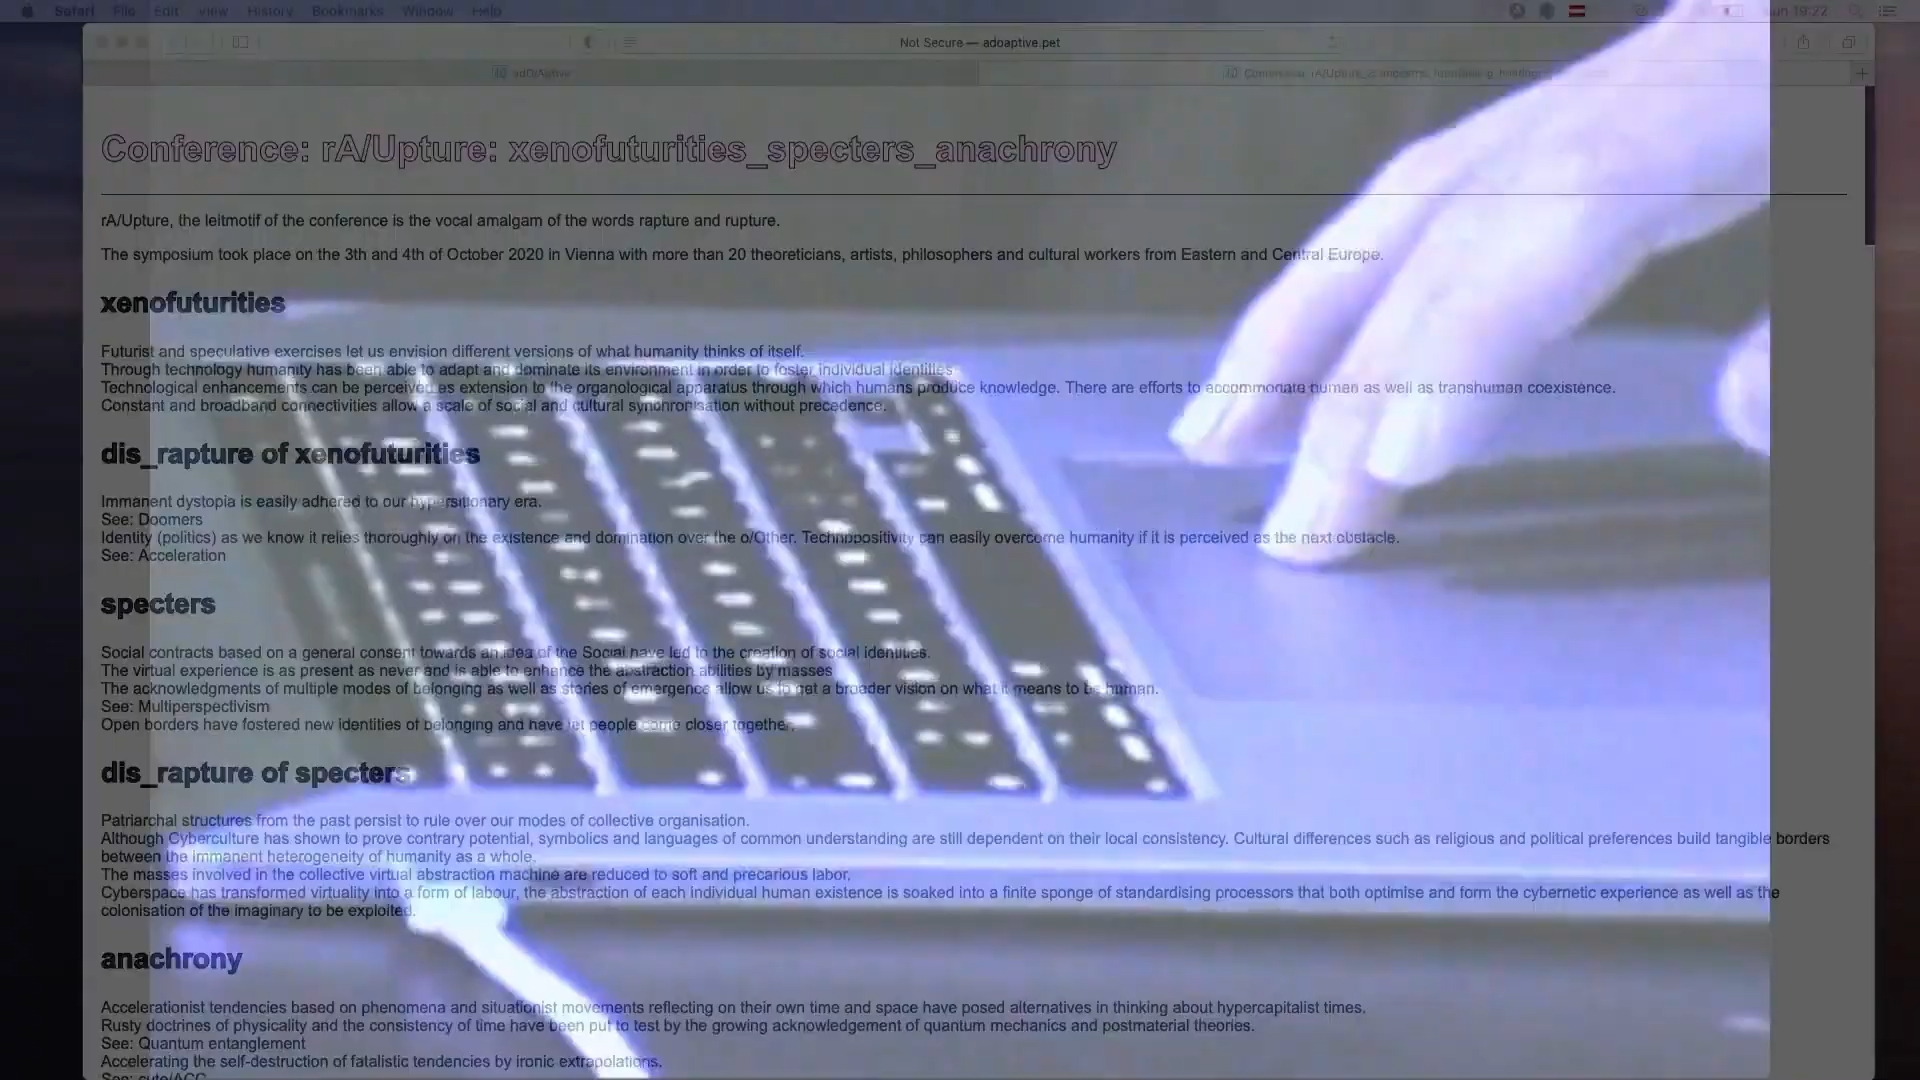 Safari File Edit View History Bookmarks Window Help
Sun 19:22
Not Secure — adoaptive.pet
Conference: rA/Upture: xenofuturities_specters_anachrony
rA/Upture, the leitmotif of the conference is the vocal amalgam of the words rapture and rupture.
The symposium took place on the 3th and 4th of October 2020 in Vienna with more than 20 theoreticians, artists, philosophers and cultural workers from Eastern and Central Europe.
xenofuturities
Futurist and speculative exercises let us envision different versions of what humanity thinks of itself.
Through technology humanity has been able to adapt and dominate its environment in order to foster individual identities.
Technological enhancements can be perceived as extension to the organological apparatus through which humans produce knowledge. There are efforts to accommodate human as well as transhuman coexistence.
Constant and broadband connectivities allow a scale of social and cultural synchronisation without precedence.
dis_rapture of xenofuturities
Immanent dystopia is easily adhered to our hypersitionary era.
See: Doomers
Identity (politics) as we know it relies thoroughly on the existence and domination over the o/Other. Technopositivity can easily overcome humanity if it is perceived as the next obstacle.
See: Acceleration
specters
Social contracts based on a general consent towards an idea of the Social have led to the creation of social identities.
The virtual experience is as present as never and is able to enhance the abstraction abilities by masses
The acknowledgments of multiple modes of belonging as well as stories of emergence allow us to get a broader vision on what it means to be human.
See: Multiperspectivism
Open borders have fostered new identities of belonging and have let people come closer together.
dis_rapture of specters
Patriarchal structures from the past persist to rule over our modes of collective organisation.
Although Cyberculture has shown to prove contrary potential, symbolics and languages of common understanding are still dependent on their local consistency. Cultural differences such as religious and political preferences build tangible borders
between the immanent heterogeneity of humanity as a whole.
The masses involved in the collective virtual abstraction machine are reduced to soft and precarious labor.
Cyberspace has transformed virtuality into a form of labour, the abstraction of each individual human existence is soaked into a finite sponge of standardising processors that both optimise and form the cybernetic experience as well as the
colonisation of the imaginary to be exploited.
anachrony
Accelerationist tendencies based on phenomena and situationist movements reflecting on their own time and space have posed alternatives in thinking about hypercapitalist times.
Rusty doctrines of physicality and the consistency of time have been put to test by the growing acknowledgement of quantum mechanics and postmaterial theories.
See: Quantum entanglement
Accelerating the self-destruction of fatalistic tendencies by ironic extrapolations.
See: cute/ACC